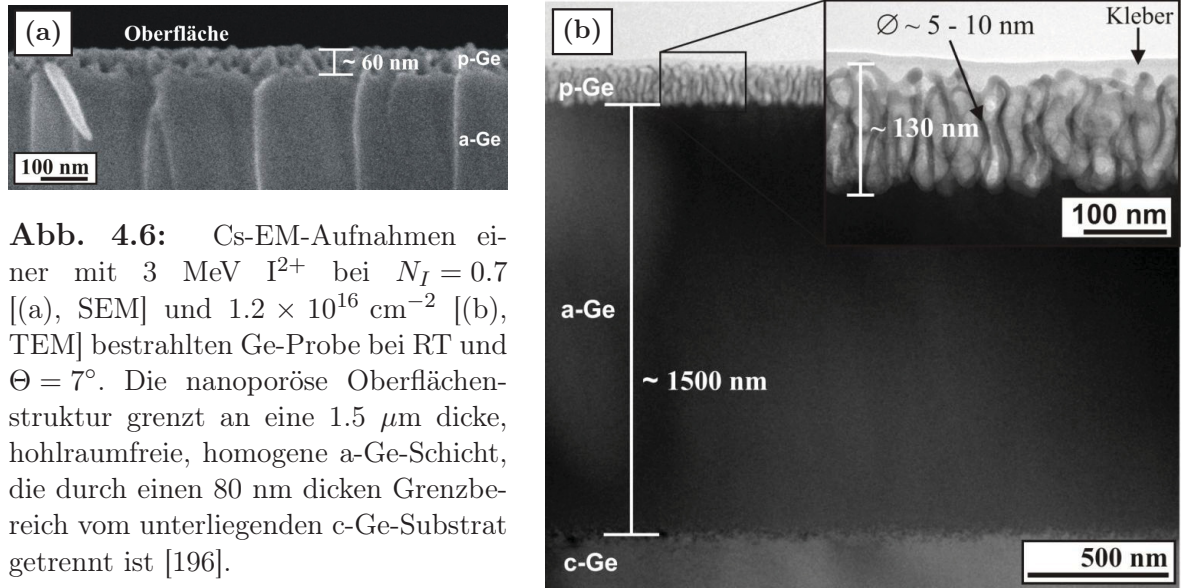 (a)
Oberfläche
~ 60 nm
p-Ge
a-Ge
100 nm
Abb. 4.6: Cs-EM-Aufnahmen ei-
ner mit 3 MeV I²⁺ bei N_I = 0.7
[(a), SEM] und 1.2 × 10¹⁶ cm⁻² [(b),
TEM] bestrahlten Ge-Probe bei RT und
Θ = 7°. Die nanoporöse Oberflächen-
struktur grenzt an eine 1.5 μm dicke,
hohlraumfreie, homogene a-Ge-Schicht,
die durch einen 80 nm dicken Grenzbe-
reich vom unterliegenden c-Ge-Substrat
getrennt ist [196].
(b)
p-Ge
∅ ~ 5 - 10 nm
Kleber
~ 130 nm
100 nm
a-Ge
~ 1500 nm
c-Ge
500 nm